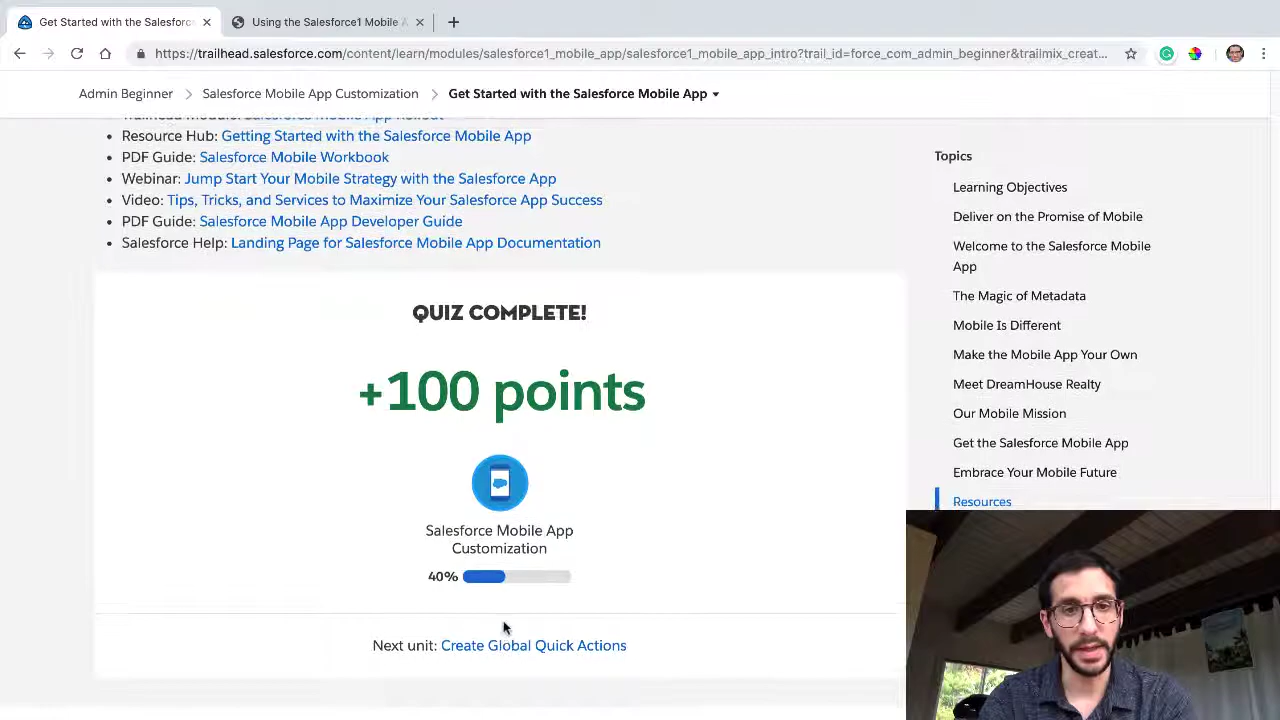 Get Started with the Salesforce
Using the Salesforce1 Mobile A
https://trailhead.salesforce.com/content/learn/modules/salesforce1_mobile_app/salesforce1_mobile_app_intro?trail_id=force_com_admin_beginner&trailmix_creat...
Admin Beginner
Salesforce Mobile App Customization
Get Started with the Salesforce Mobile App
Trailhead Module: Salesforce Mobile App Rollout
Resource Hub: Getting Started with the Salesforce Mobile App
PDF Guide: Salesforce Mobile Workbook
Webinar: Jump Start Your Mobile Strategy with the Salesforce App
Video: Tips, Tricks, and Services to Maximize Your Salesforce App Success
PDF Guide: Salesforce Mobile App Developer Guide
Salesforce Help: Landing Page for Salesforce Mobile App Documentation
QUIZ COMPLETE!
+100 points
Salesforce Mobile App
Customization
40%
Next unit: Create Global Quick Actions
Topics
Learning Objectives
Deliver on the Promise of Mobile
Welcome to the Salesforce Mobile
App
The Magic of Metadata
Mobile Is Different
Make the Mobile App Your Own
Meet DreamHouse Realty
Our Mobile Mission
Get the Salesforce Mobile App
Embrace Your Mobile Future
Resources